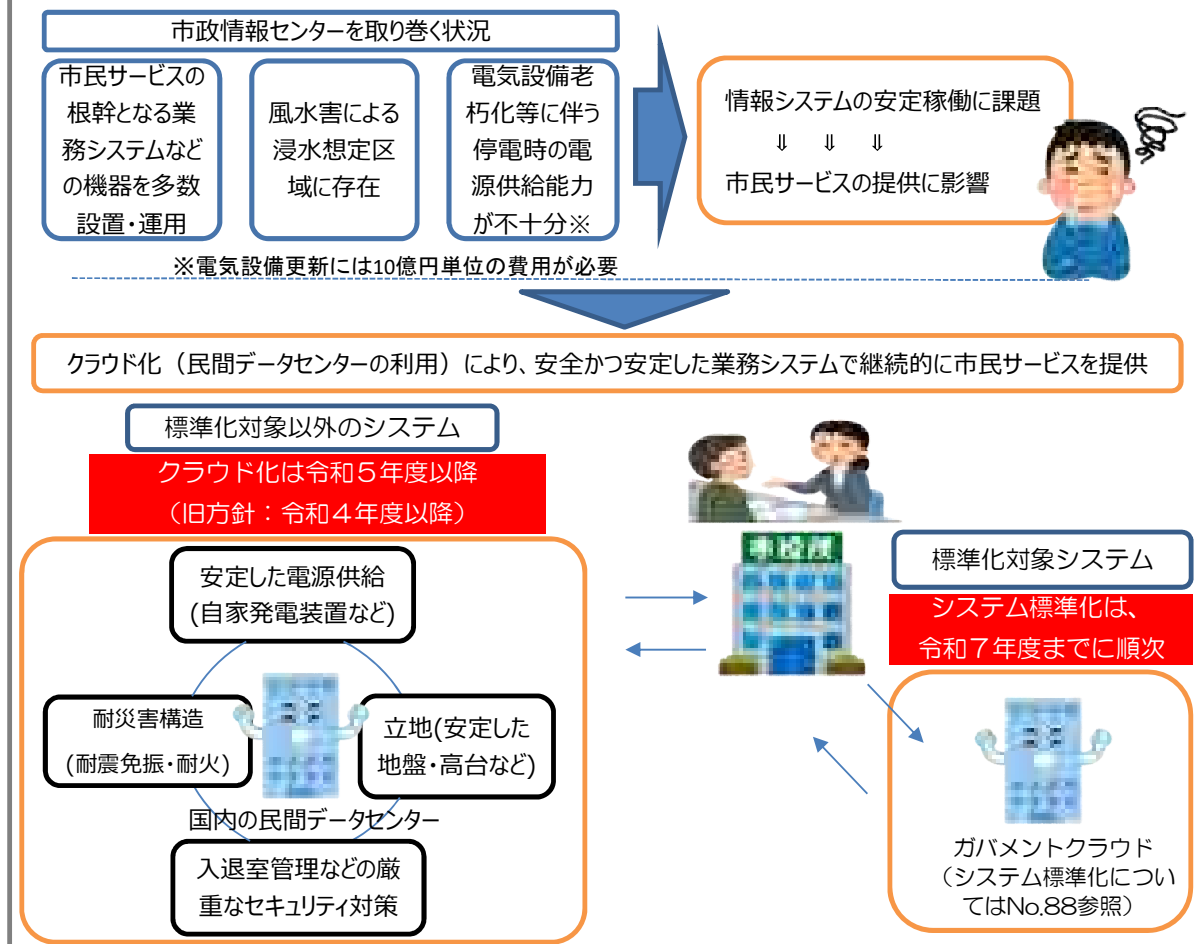 市政情報センターを取り巻く状況
市民サービスの
根幹となる業
務システムなど
の機器を多数
設置・運用
風水害による
浸水想定区
域に存在
電気設備老
朽化等に伴う
停電時の電
源供給能力
が不十分※
情報システムの安定稼働に課題
⇓ ⇓ ⇓
市民サービスの提供に影響
※電気設備更新には10億円単位の費用が必要
クラウド化（民間データセンターの利用）により、安全かつ安定した業務システムで継続的に市民サービスを提供
標準化対象以外のシステム
クラウド化は令和５年度以降
（旧方針：令和４年度以降）
安定した電源供給
(自家発電装置など)
耐災害構造
(耐震免振・耐火)
立地(安定した
地盤・高台など)
国内の民間データセンター
入退室管理などの厳
重なセキュリティ対策
標準化対象システム
システム標準化は、
令和７年度までに順次
ガバメントクラウド
（システム標準化につい
てはNo.88参照）